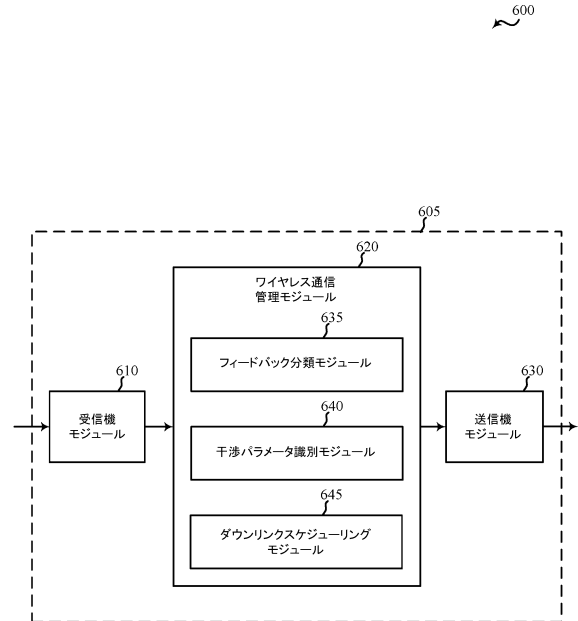 600
605
620
ワイヤレス通信
管理モジュール
635
フィードバック分類モジュール
610
受信機
モジュール
640
干渉パラメータ識別モジュール
630
送信機
モジュール
645
ダウンリンクスケジューリング
モジュール